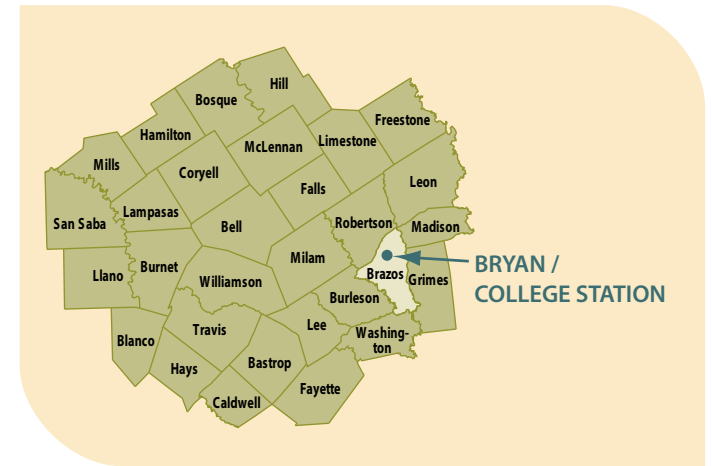 Hill
Bosque
Freestone
Hamilton
McLennan
Limestone
Mills
Coryell
Falls
Leon
Lampasas
San Saba
Bell
Robertson
Madison
Milam
Burnet
Llano
Williamson
Brazos
Grimes
BRYAN /
COLLEGE STATION
Burleson
Lee
Travis
Blanco
Washing-
ton
Hays
Bastrop
Fayette
Caldwell